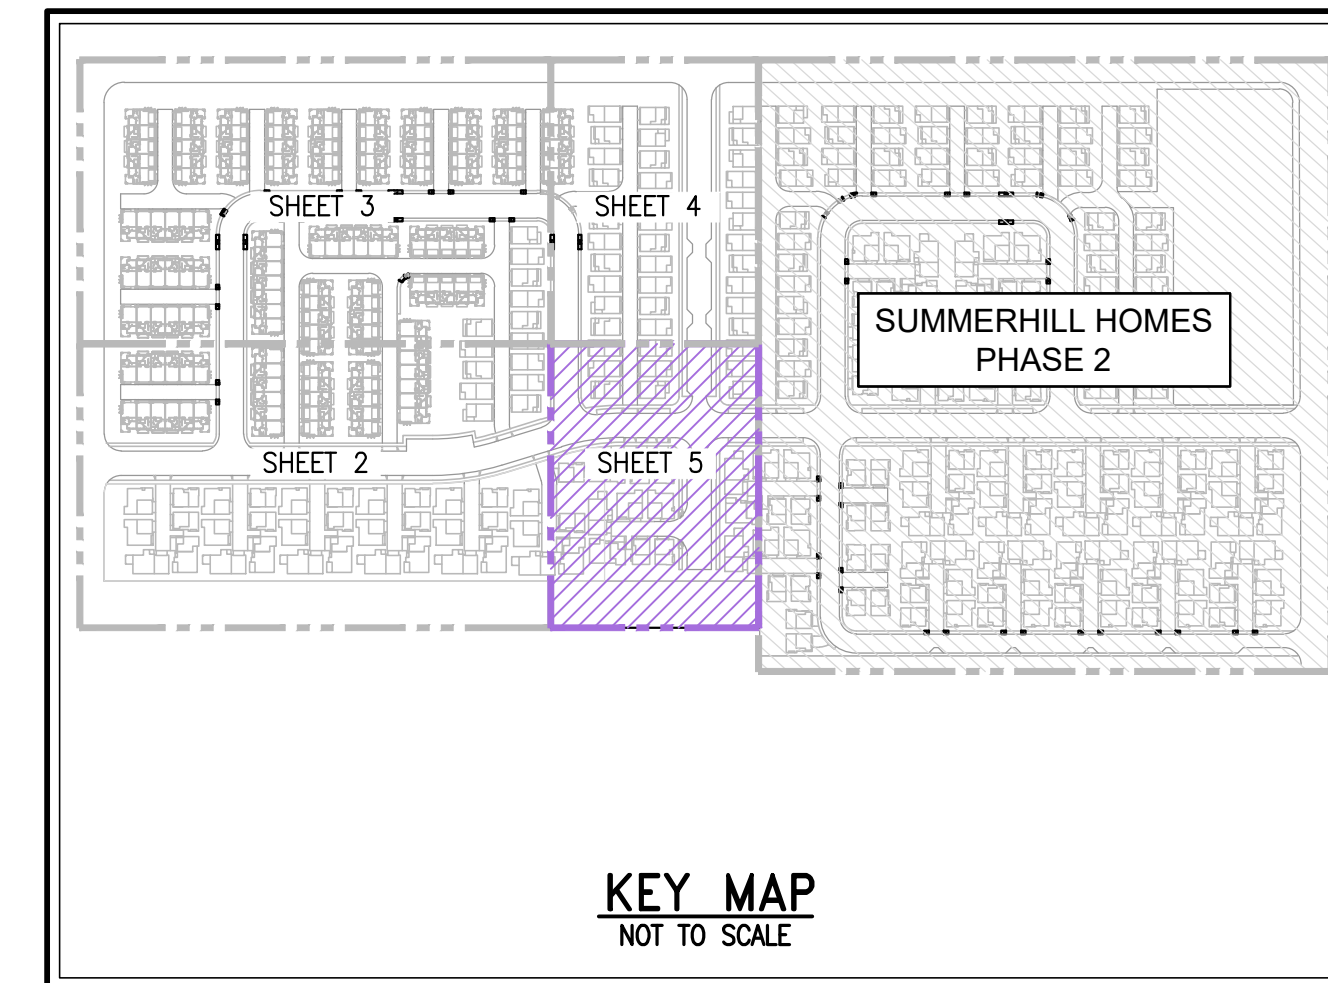 SHEET 3
SHEET 4
SUMMERHILL HOMES
PHASE 2
SHEET 2
SHEET 5
KEY MAP
NOT TO SCALE